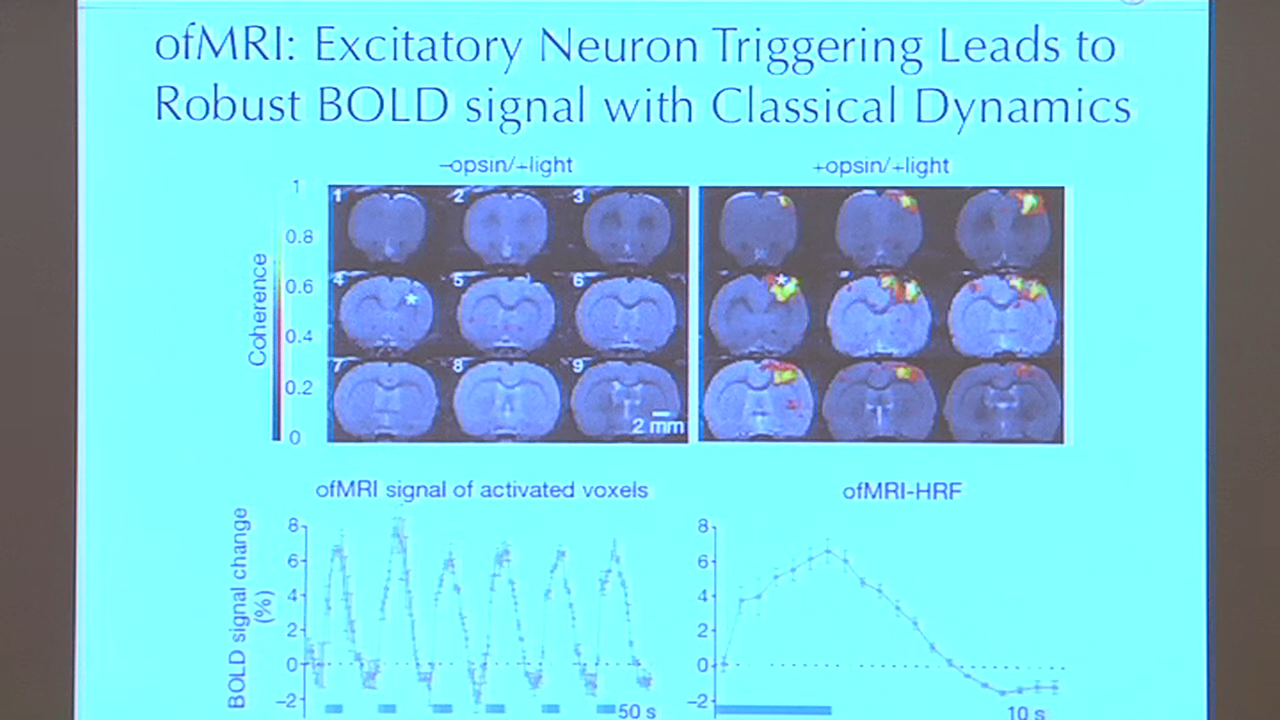 ofMRI: Excitatory Neuron Triggering Leads to
Robust BOLD signal with Classical Dynamics
−opsin/+light
+opsin/+light
Coherence
1
0.8
0.6
0.4
0.2
0
1 2 3
4 5 6
7 8 9
2 mm
ofMRI signal of activated voxels
BOLD signal change
(%)
8
6
4
2
0
−2
50 s
ofMRI-HRF
8
6
4
2
0
−2
10 s